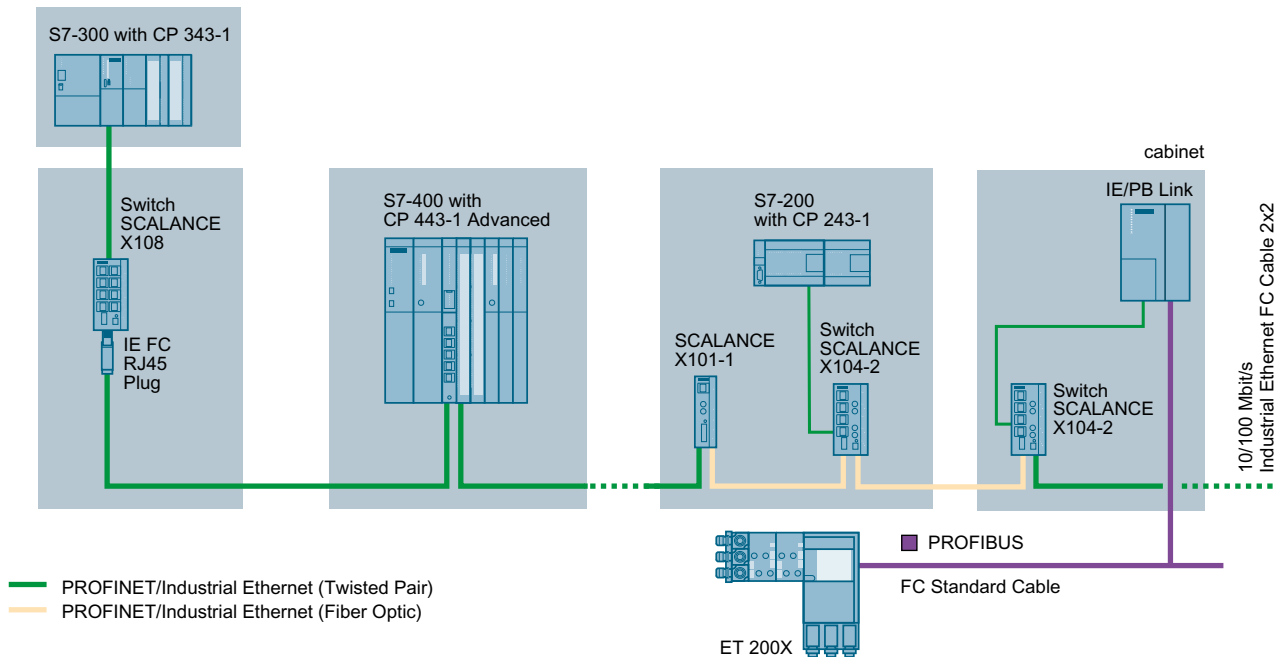 S7-300 with CP 343-1
cabinet
Switch
SCALANCE
X108
S7-400 with
CP 443-1 Advanced
S7-200
with CP 243-1
IE/PB Link
IE FC
RJ45
Plug
SCALANCE
X101-1
Switch
SCALANCE
X104-2
Switch
SCALANCE
X104-2
10/100 Mbit/s
Industrial Ethernet FC Cable 2x2
PROFIBUS
FC Standard Cable
PROFINET/Industrial Ethernet (Twisted Pair)
PROFINET/Industrial Ethernet (Fiber Optic)
ET 200X